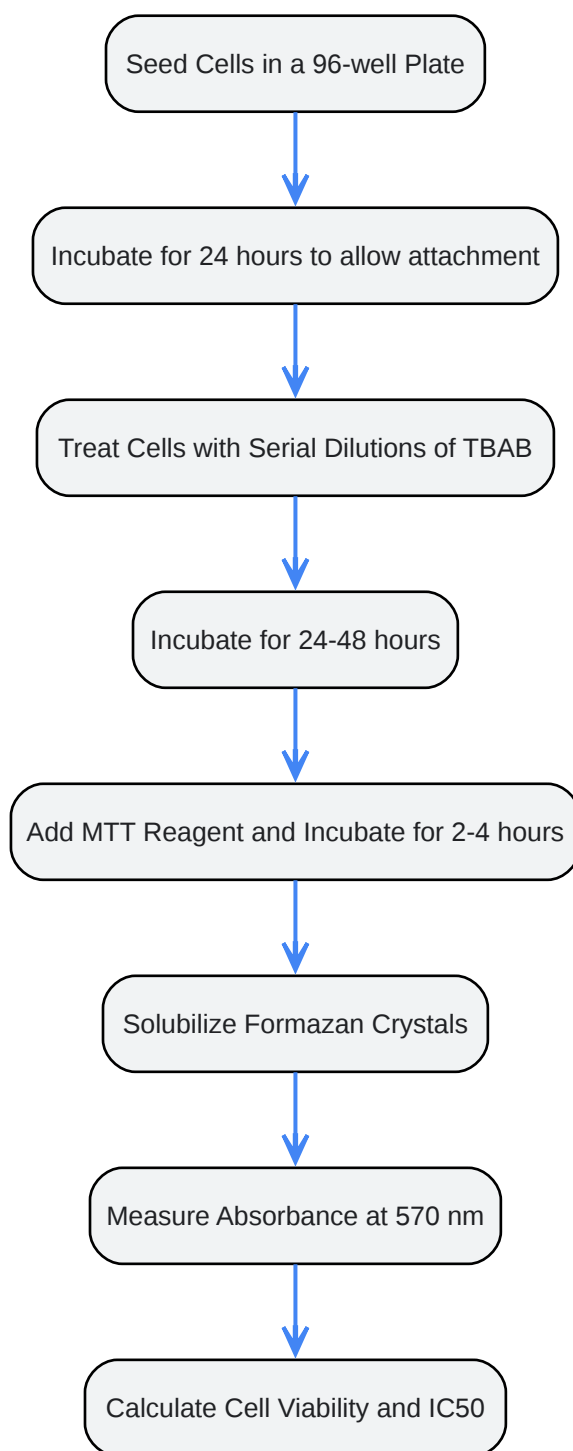 Seed Cells in a 96-well Plate
Incubate for 24 hours to allow attachment
Treat Cells with Serial Dilutions of TBAB
Incubate for 24-48 hours
Add MTT Reagent and Incubate for 2-4 hours
Solubilize Formazan Crystals
Measure Absorbance at 570 nm
Calculate Cell Viability and IC50